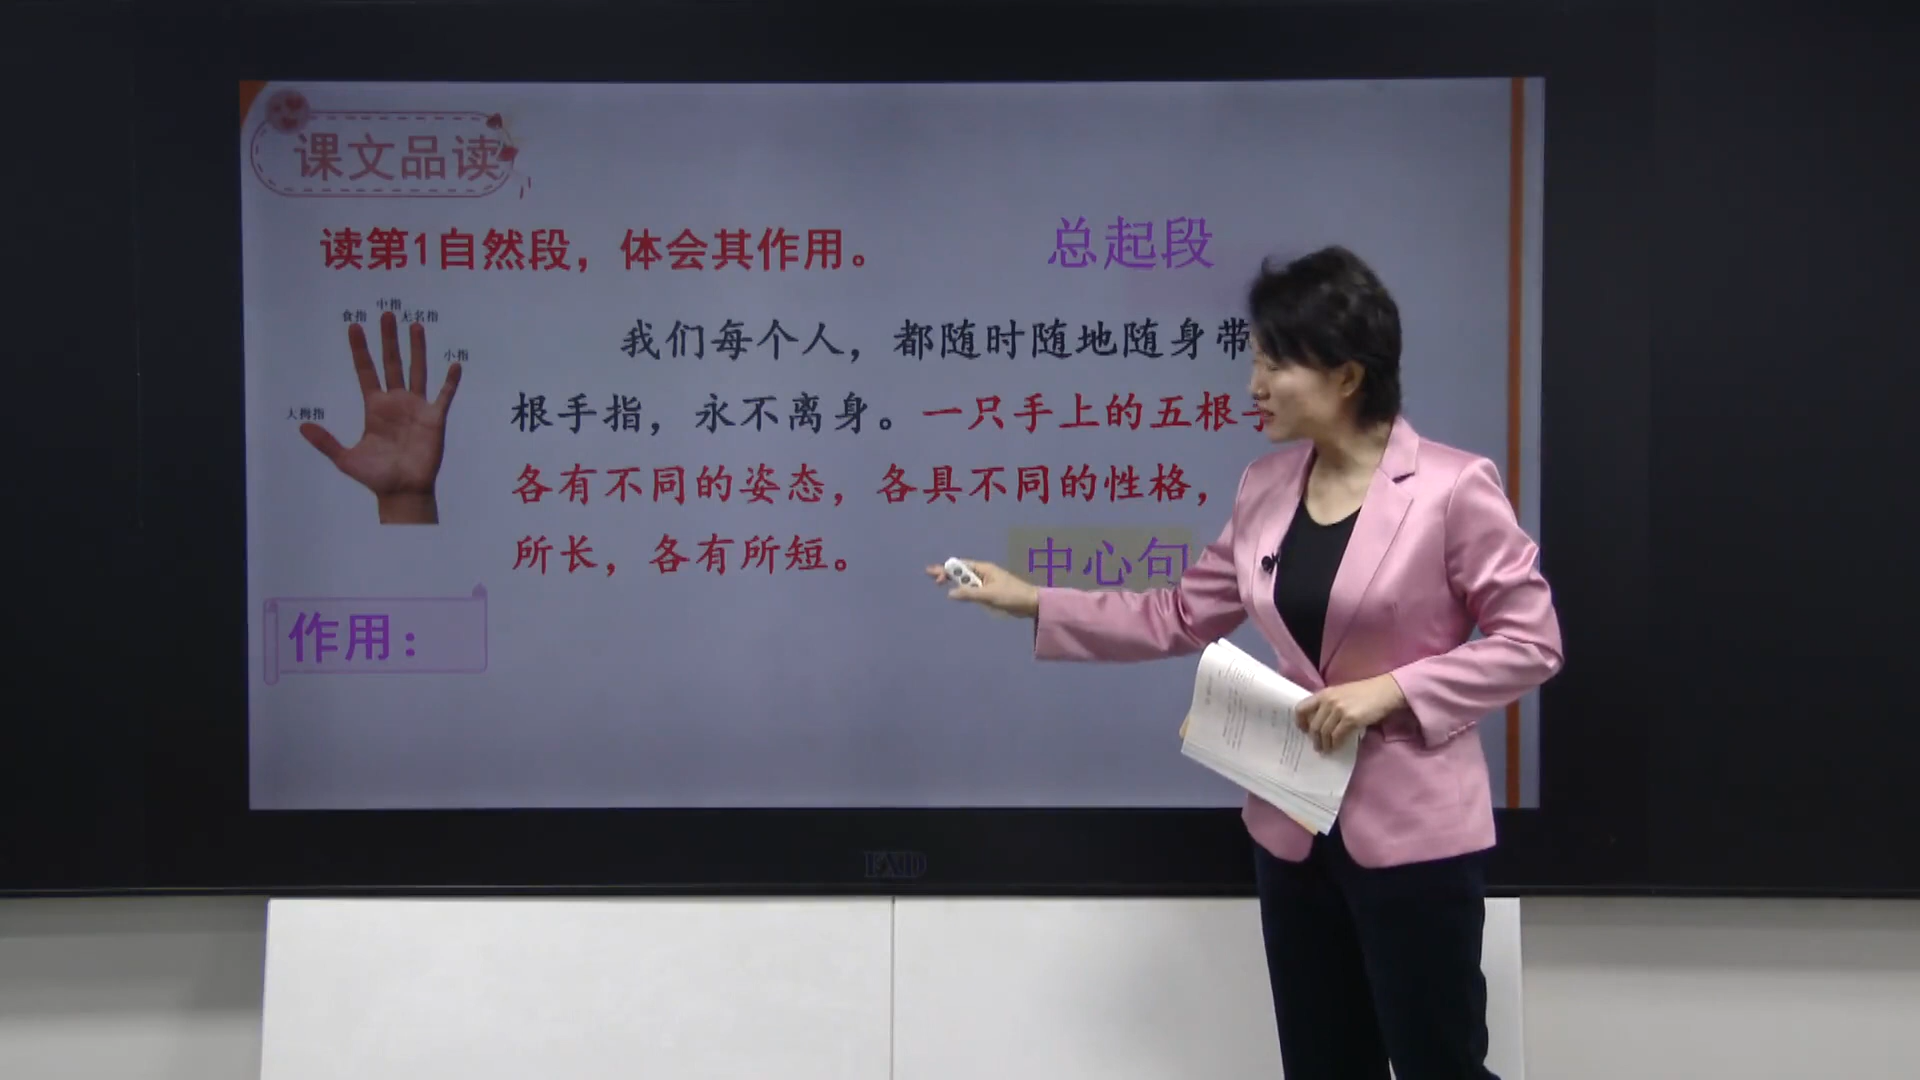 课文品读
读第1自然段，体会其作用。
总起段
中指
食指
无名指
小指
大拇指
我们每个人，都随时随地随身带
根手指，永不离身。一只手上的五根手
各有不同的姿态，各具不同的性格，
所长，各有所短。
中心句
作用：
FXD